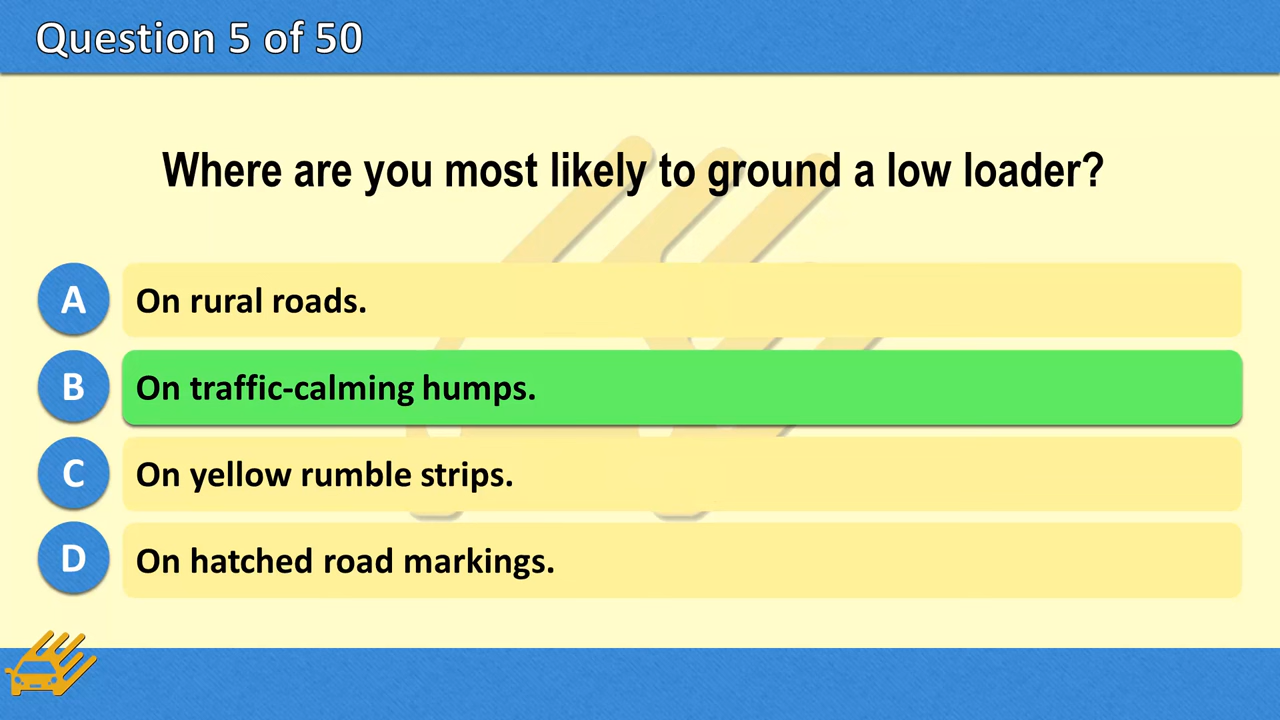 Question 5 of 50
Where are you most likely to ground a low loader?
A
On rural roads.
B
On traffic-calming humps.
C
On yellow rumble strips.
D
On hatched road markings.